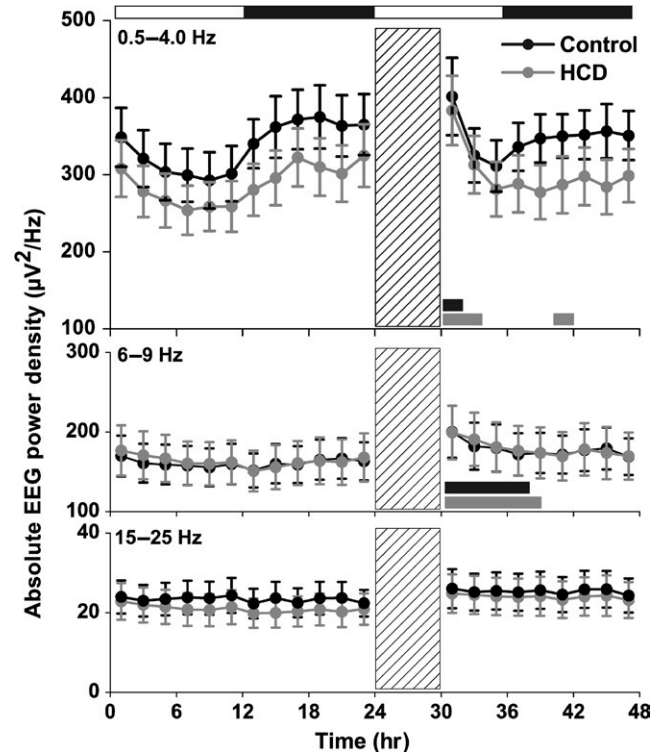 500
0.5–4.0 Hz
Control
HCD
400
300
200
100
300
6–9 Hz
200
100
40
15–25 Hz
20
0
0 6 12 18 24 30 36 42 48
Time (hr)
Absolute EEG power density (µV²/Hz)